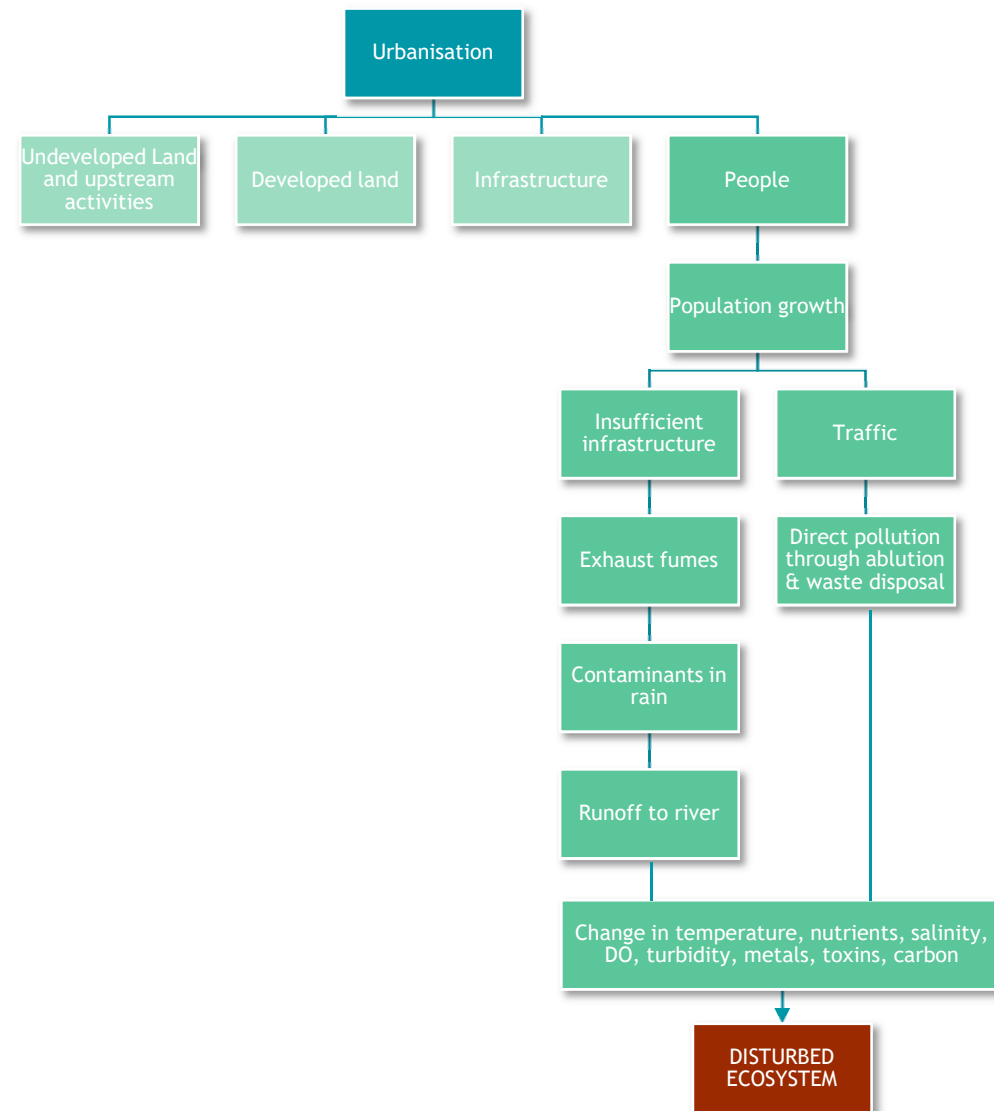 Urbanisation
Undeveloped Land
and upstream
activities
Developed land
Infrastructure
People
Population growth
Insufficient
infrastructure
Traffic
Exhaust fumes
Direct pollution
through ablution
& waste disposal
Contaminants in
rain
Runoff to river
Change in temperature, nutrients, salinity,
DO, turbidity, metals, toxins, carbon
DISTURBED
ECOSYSTEM